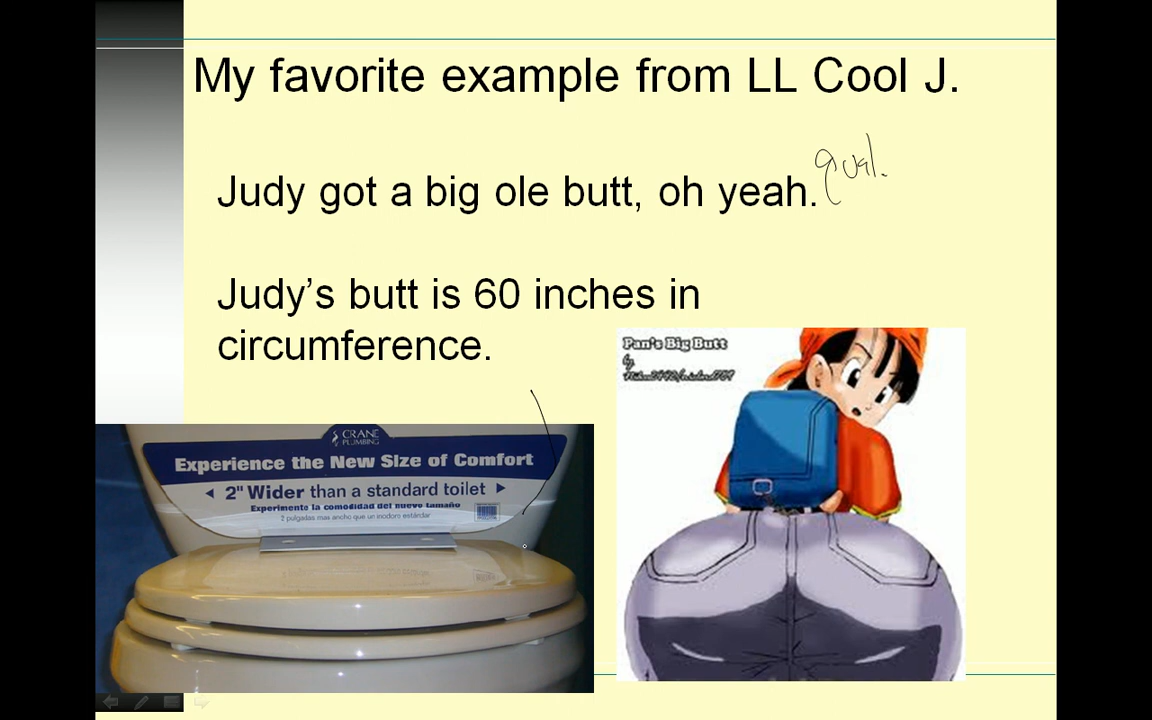 My favorite example from LL Cool J.
Judy got a big ole butt, oh yeah.
qual.
Judy's butt is 60 inches in
circumference.
CRANE
PLUMBING
Experience the New Size of Comfort
2" Wider than a standard toilet
Experimente la comodidad del nuevo tamaño
2 pulgadas mas ancho que un inodoro estándar
Pan's Big Butt
by